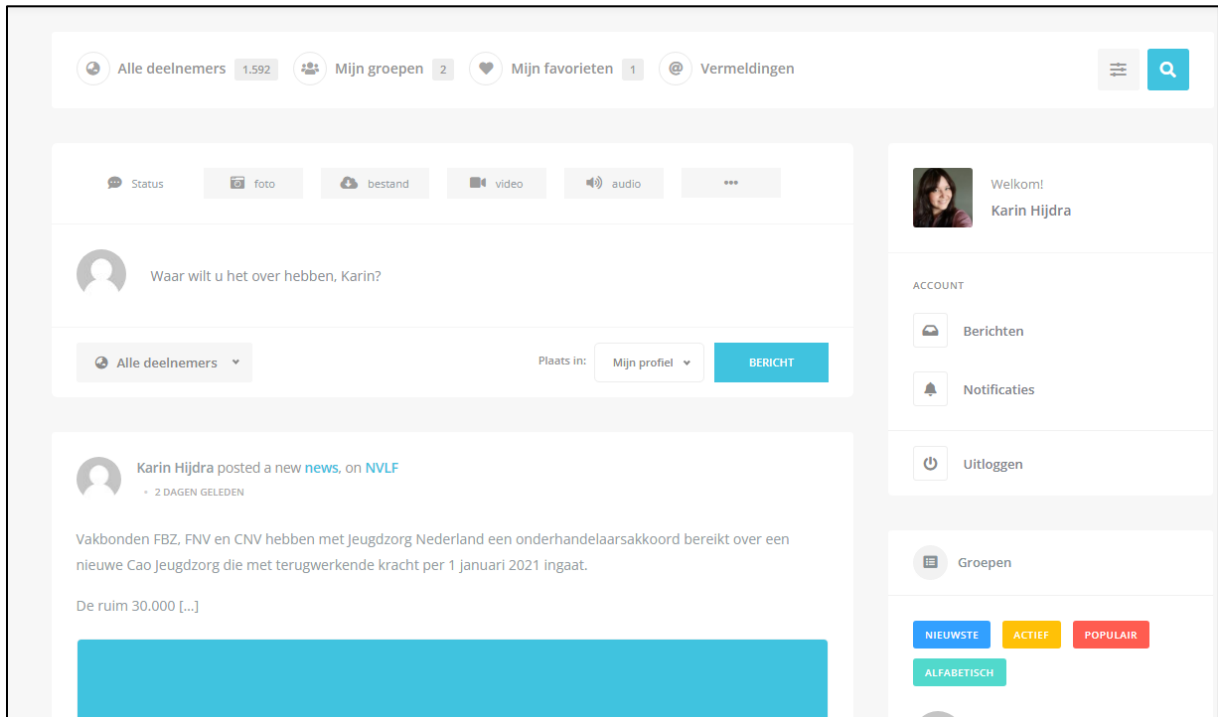 Alle deelnemers 1.592 Mijn groepen 2 Mijn favorieten 1 @ Vermeldingen
Status foto bestand video audio
Waar wilt u het over hebben, Karin?
Alle deelnemers Plaats in: Mijn profiel BERICHT
Karin Hijdra posted a new news, on NVLF
• 2 DAGEN GELEDEN
Vakbonden FBZ, FNV en CNV hebben met Jeugdzorg Nederland een onderhandelaarsakkoord bereikt over een
nieuwe Cao Jeugdzorg die met terugwerkende kracht per 1 januari 2021 ingaat.
De ruim 30.000 [...]
Welkom!
Karin Hijdra
ACCOUNT
Berichten
Notificaties
Uitloggen
Groepen
NIEUWSTE ACTIEF POPULAIR
ALFABETISCH